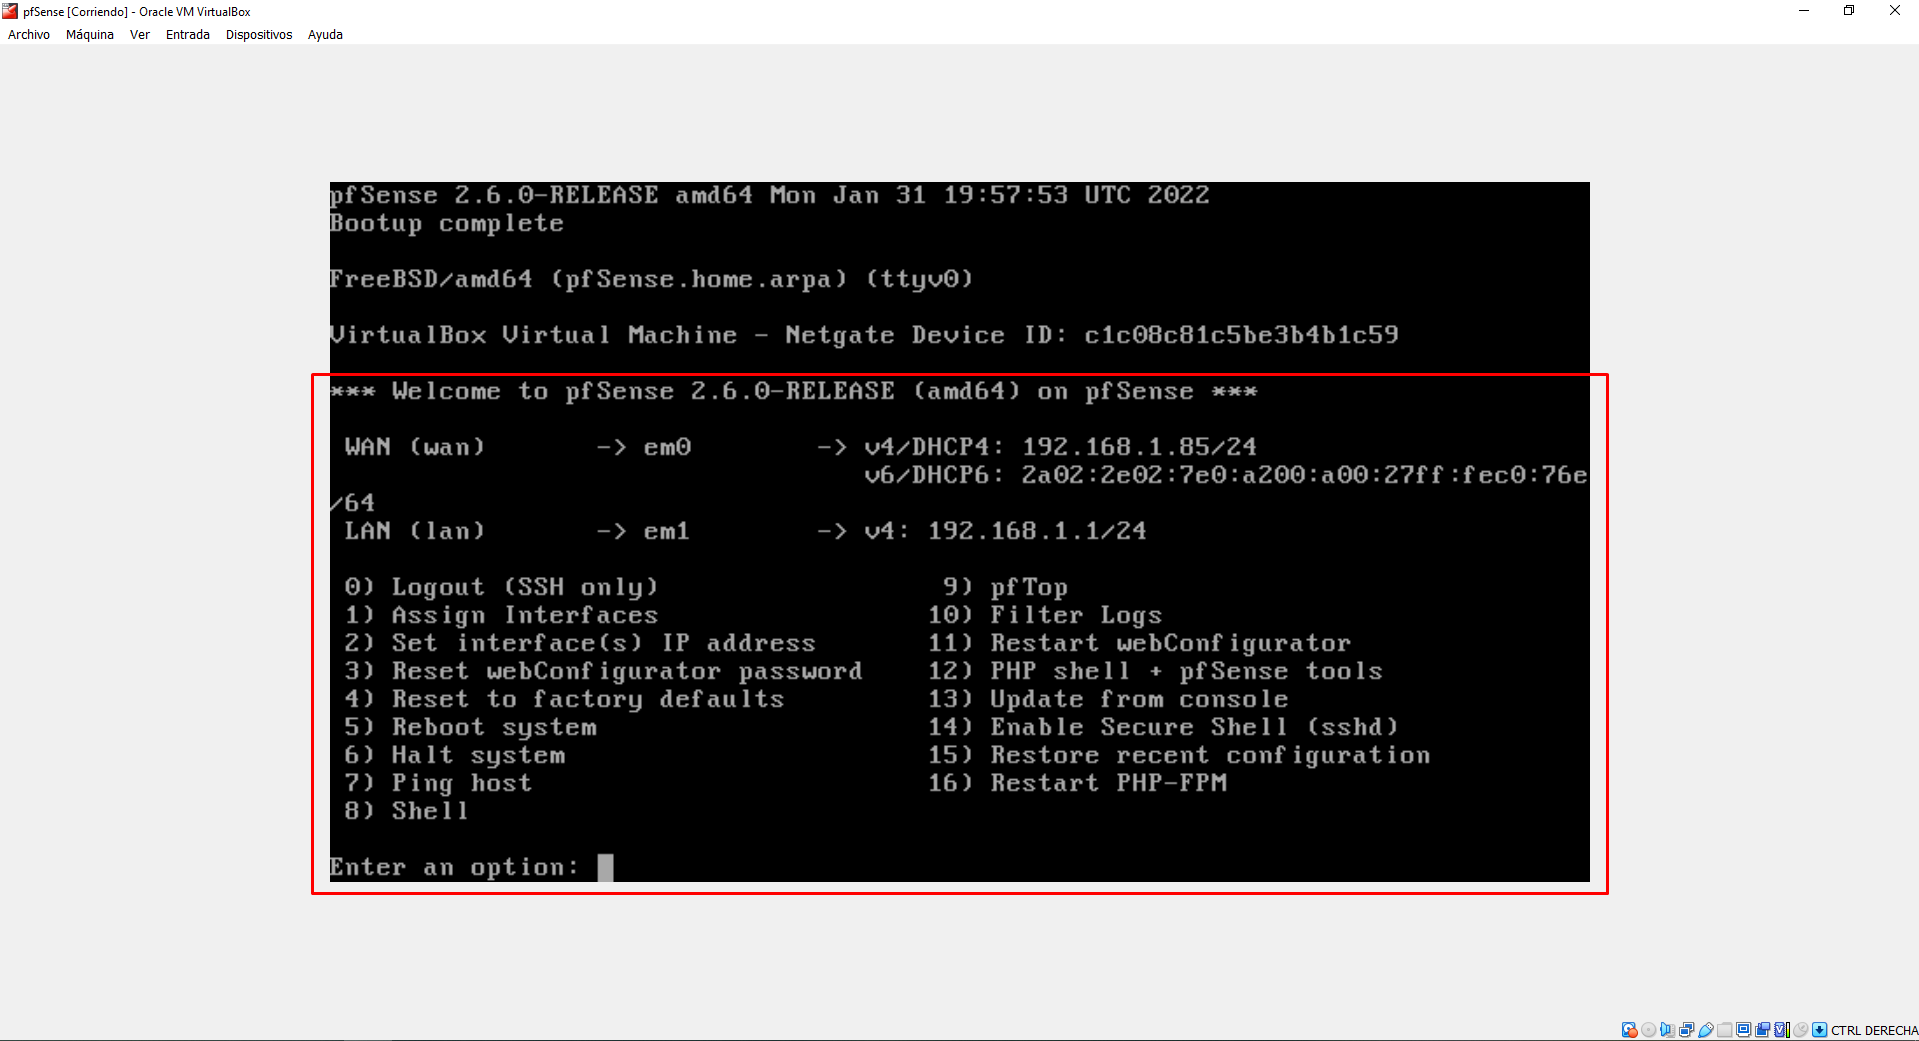 pfSense [Corriendo] - Oracle VM VirtualBox
Archivo Máquina Ver Entrada Dispositivos Ayuda
pfSense 2.6.0-RELEASE amd64 Mon Jan 31 19:57:53 UTC 2022
Bootup complete
FreeBSD/amd64 (pfSense.home.arpa) (ttyv0)
VirtualBox Virtual Machine - Netgate Device ID: c1c08c81c5be3b4b1c59
*** Welcome to pfSense 2.6.0-RELEASE (amd64) on pfSense ***
WAN (wan) -> em0 -> v4/DHCP4: 192.168.1.85/24
v6/DHCP6: 2a02:2e02:7e0:a200:a00:27ff:fec0:76e
/64
LAN (lan) -> em1 -> v4: 192.168.1.1/24
0) Logout (SSH only) 9) pfTop
1) Assign Interfaces 10) Filter Logs
2) Set interface(s) IP address 11) Restart webConfigurator
3) Reset webConfigurator password 12) PHP shell + pfSense tools
4) Reset to factory defaults 13) Update from console
5) Reboot system 14) Enable Secure Shell (sshd)
6) Halt system 15) Restore recent configuration
7) Ping host 16) Restart PHP-FPM
8) Shell
Enter an option:
CTRL DERECHA